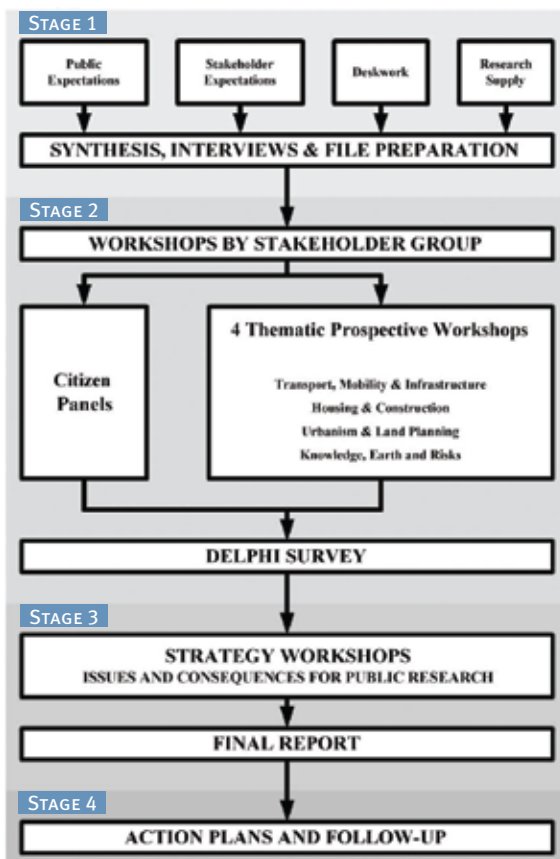 STAGE 1
Public
Expectations
Stakeholder
Expectations
Deskwork
Research
Supply
SYNTHESIS, INTERVIEWS & FILE PREPARATION
STAGE 2
WORKSHOPS BY STAKEHOLDER GROUP
Citizen
Panels
4 Thematic Prospective Workshops
Transport, Mobility & Infrastructure
Housing & Construction
Urbanism & Land Planning
Knowledge, Earth and Risks
DELPHI SURVEY
STAGE 3
STRATEGY WORKSHOPS
ISSUES AND CONSEQUENCES FOR PUBLIC RESEARCH
FINAL REPORT
STAGE 4
ACTION PLANS AND FOLLOW-UP